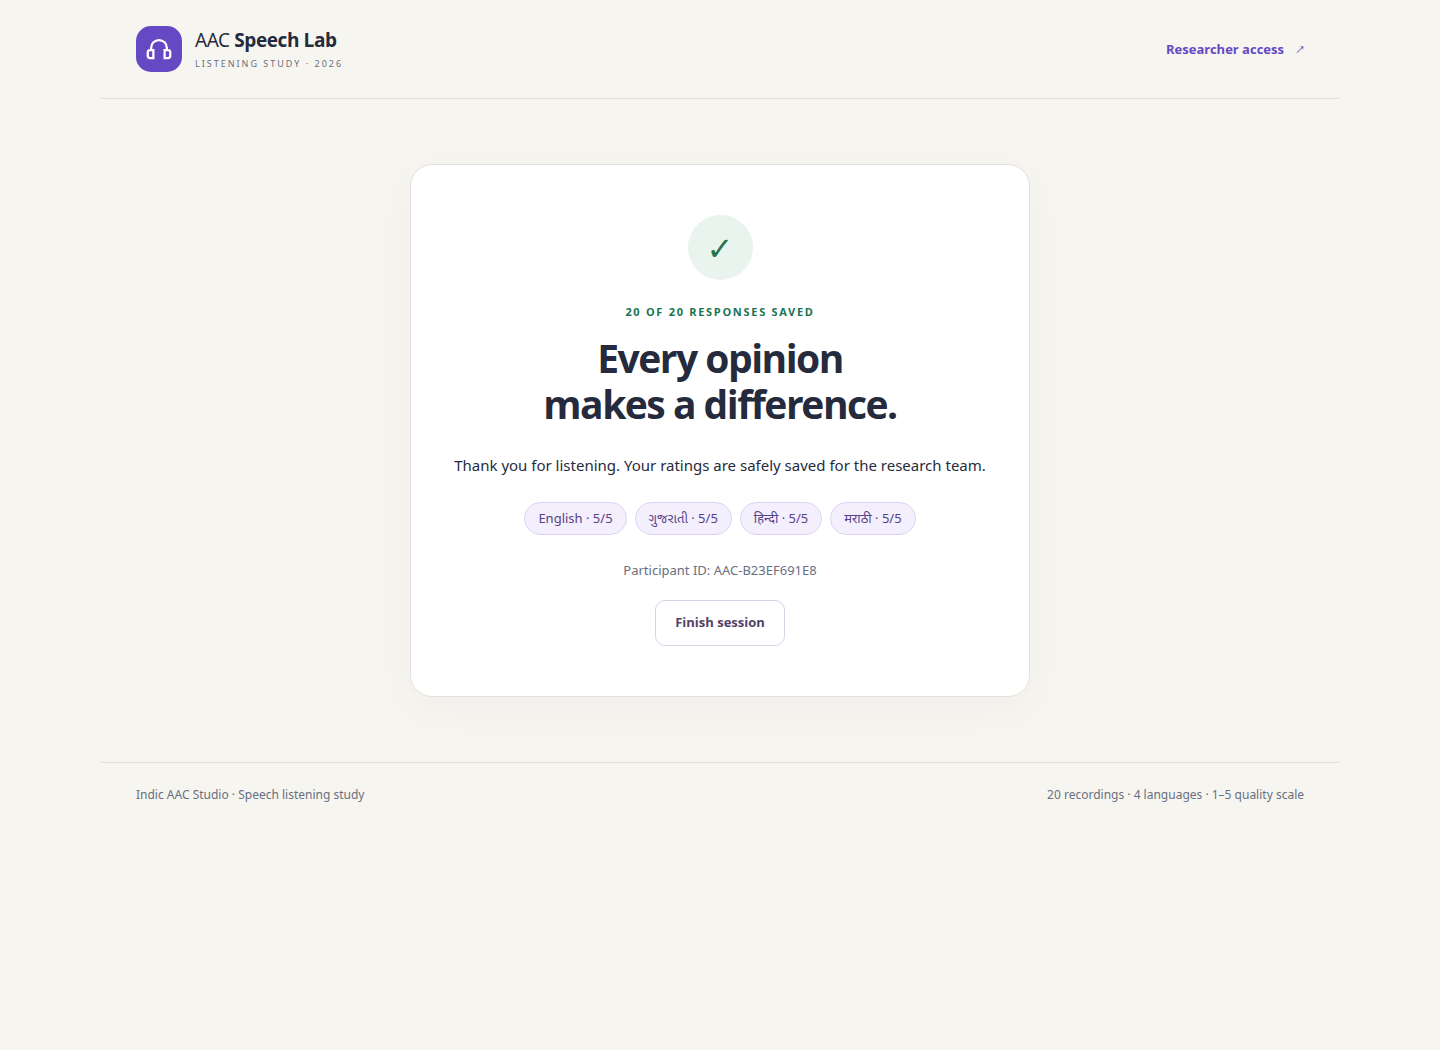 AAC Speech Lab
LISTENING STUDY · 2026
Researcher access ↗
✓
20 OF 20 RESPONSES SAVED
Every opinion
makes a difference.
Thank you for listening. Your ratings are safely saved for the research team.
English · 5/5
ગુજરાતી · 5/5
हिन्दी · 5/5
मराठी · 5/5
Participant ID: AAC-B23EF691E8
Finish session
Indic AAC Studio · Speech listening study
20 recordings · 4 languages · 1–5 quality scale